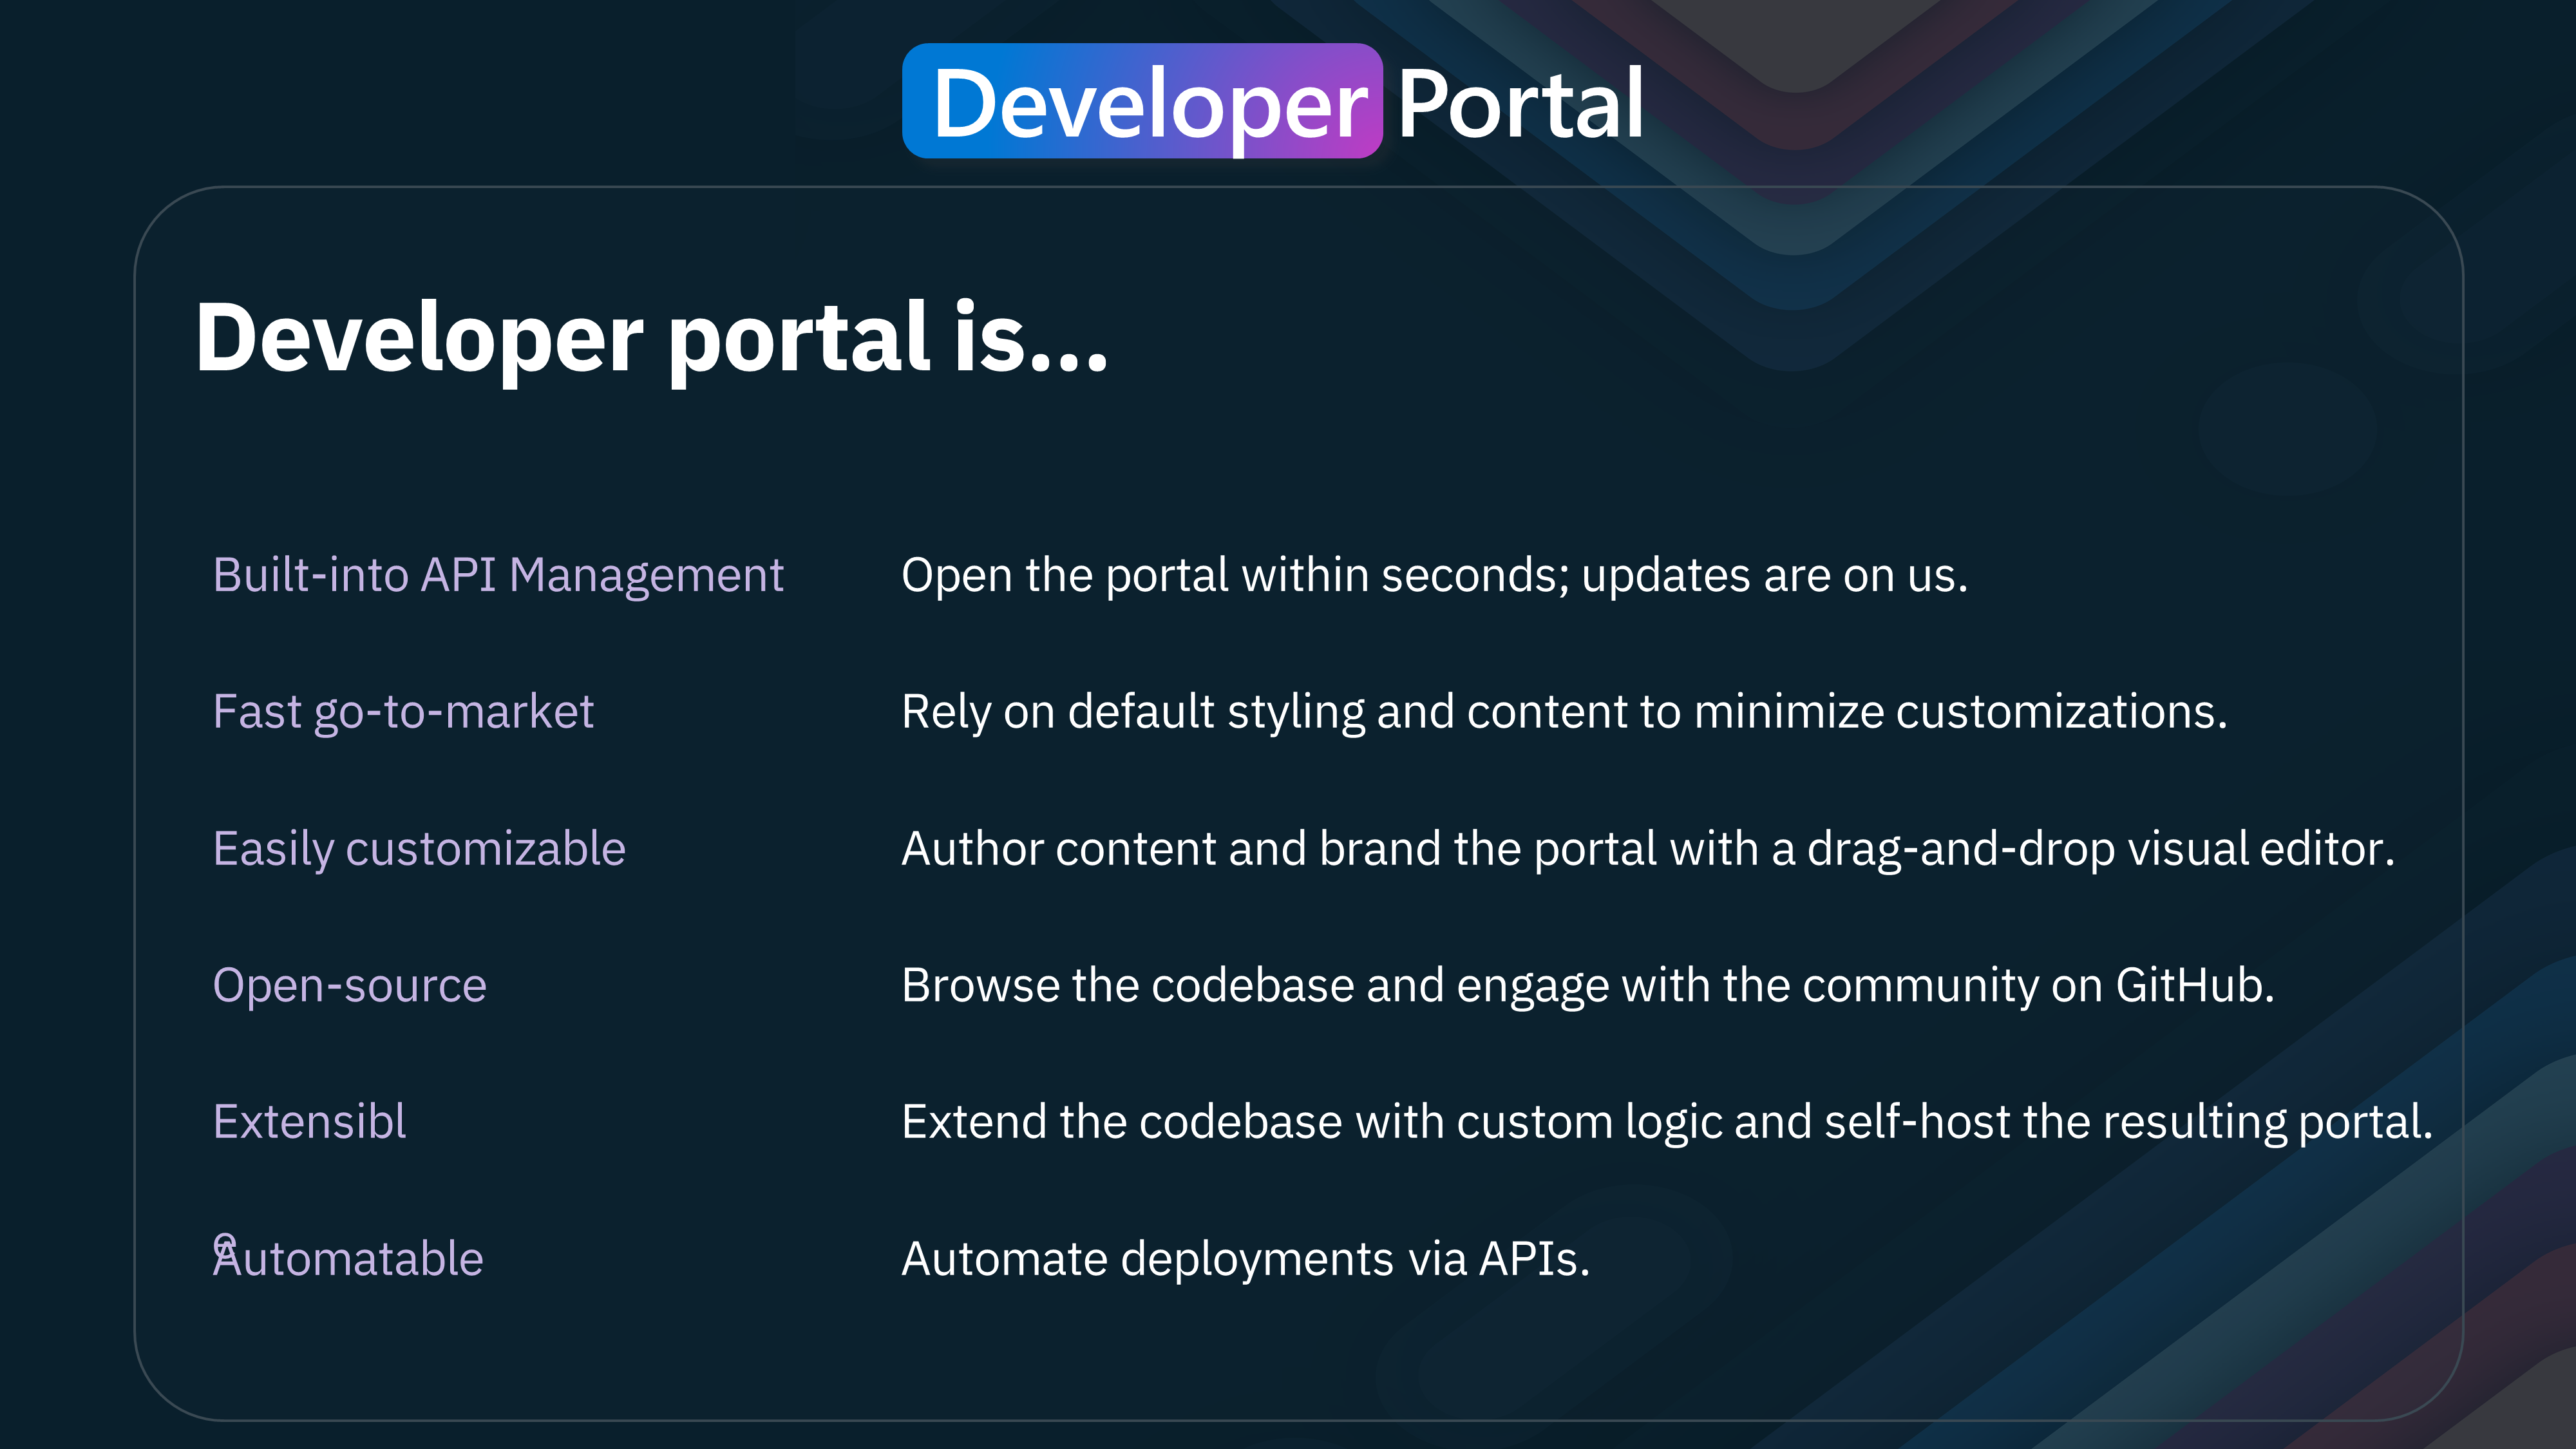 Developer Portal
Developer portal is...
Built-into API Management Open the portal within seconds; updates are on us.
Fast go-to-market Rely on default styling and content to minimize customizations.
Easily customizable Author content and brand the portal with a drag-and-drop visual editor.
Open-source Browse the codebase and engage with the community on GitHub.
Extensibl Extend the codebase with custom logic and self-host the resulting portal.
e
Automatable Automate deployments via APIs.